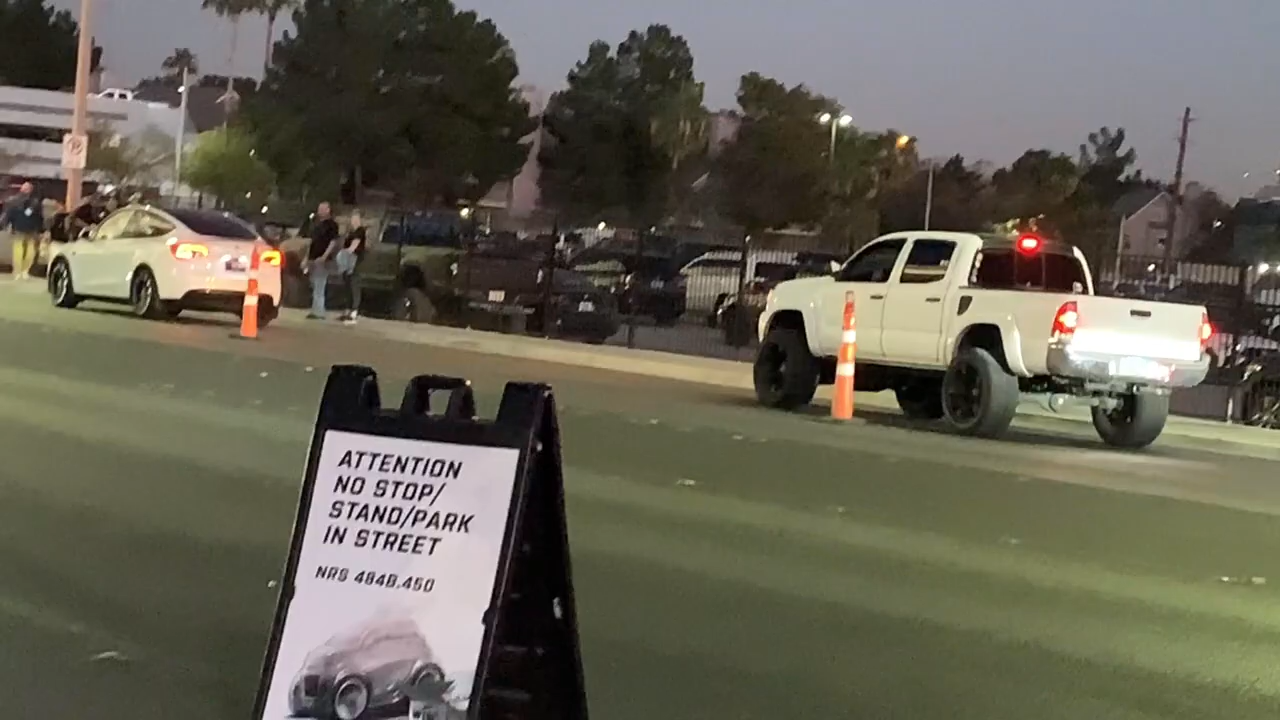 ATTENTION
NO STOP/
STAND/PARK
IN STREET
NRS 484B.450